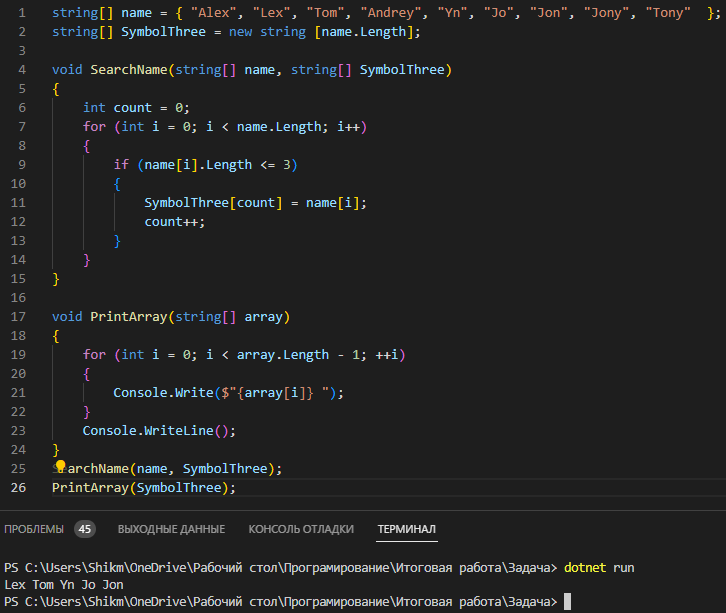 1 string[] name = { "Alex", "Lex", "Tom", "Andrey", "Yn", "Jo", "Jon", "Jony", "Tony"  };
2 string[] SymbolThree = new string [name.Length];
3
4 void SearchName(string[] name, string[] SymbolThree)
5 {
6     int count = 0;
7     for (int i = 0; i < name.Length; i++)
8     {
9         if (name[i].Length <= 3)
10         {
11             SymbolThree[count] = name[i];
12             count++;
13         }
14     }
15 }
16
17 void PrintArray(string[] array)
18 {
19     for (int i = 0; i < array.Length - 1; ++i)
20     {
21         Console.Write($"{array[i]} ");
22     }
23     Console.WriteLine();
24 }
25 SearchName(name, SymbolThree);
26 PrintArray(SymbolThree);
ПРОБЛЕМЫ 45 ВЫХОДНЫЕ ДАННЫЕ КОНСОЛЬ ОТЛАДКИ ТЕРМИНАЛ
PS C:\Users\Shikm\OneDrive\Рабочий стол\Програмирование\Итоговая работа\Задача> dotnet run
Lex Tom Yn Jo Jon
PS C:\Users\Shikm\OneDrive\Рабочий стол\Програмирование\Итоговая работа\Задача>